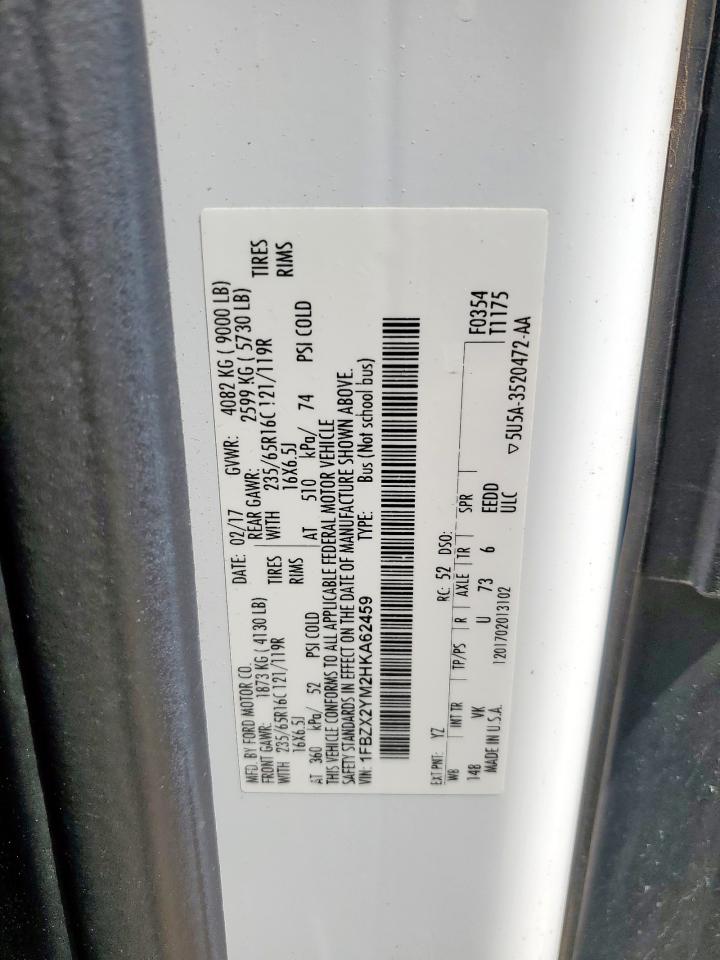 MFD. BY FORD MOTOR CO.
DATE: 02/17 GVWR: 4082 KG ( 9000 LB)
FRONT GAWR: 1873 KG ( 4130 LB) REAR GAWR: 2599 KG ( 5730 LB)
WITH 235/65R16C 121/119R TIRES WITH 235/65R16C 121/119R TIRES
16X6.5J RIMS 16X6.5J RIMS
AT 360 kPa/ 52 PSI COLD AT 510 kPa/ 74 PSI COLD
THIS VEHICLE CONFORMS TO ALL APPLICABLE FEDERAL MOTOR VEHICLE
SAFETY STANDARDS IN EFFECT ON THE DATE OF MANUFACTURE SHOWN ABOVE.
VIN: 1FBZX2YM2HKA62459 TYPE: Bus (Not school bus)
EXT PNT: YZ RC: 52 DSO: F0354
WB INT TR TP/PS R AXLE TR SPR T1175
148 VK U 73 6 EEDD
ULC
MADE IN U.S.A. 1201702013102 ▽5U5A-3520472-AA